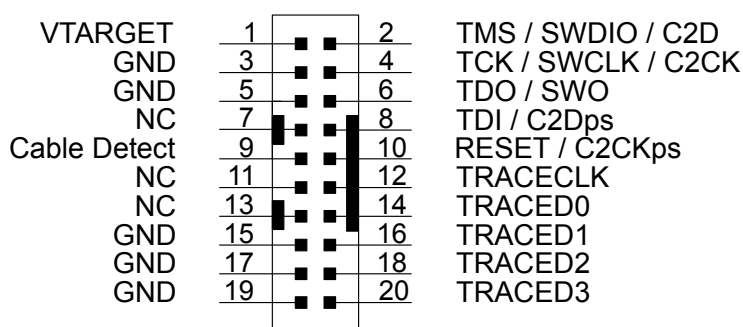 VTARGET 1 2 TMS / SWDIO / C2D
GND 3 4 TCK / SWCLK / C2CK
GND 5 6 TDO / SWO
NC 7 8 TDI / C2Dps
Cable Detect 9 10 RESET / C2CKps
NC 11 12 TRACECLK
NC 13 14 TRACED0
GND 15 16 TRACED1
GND 17 18 TRACED2
GND 19 20 TRACED3